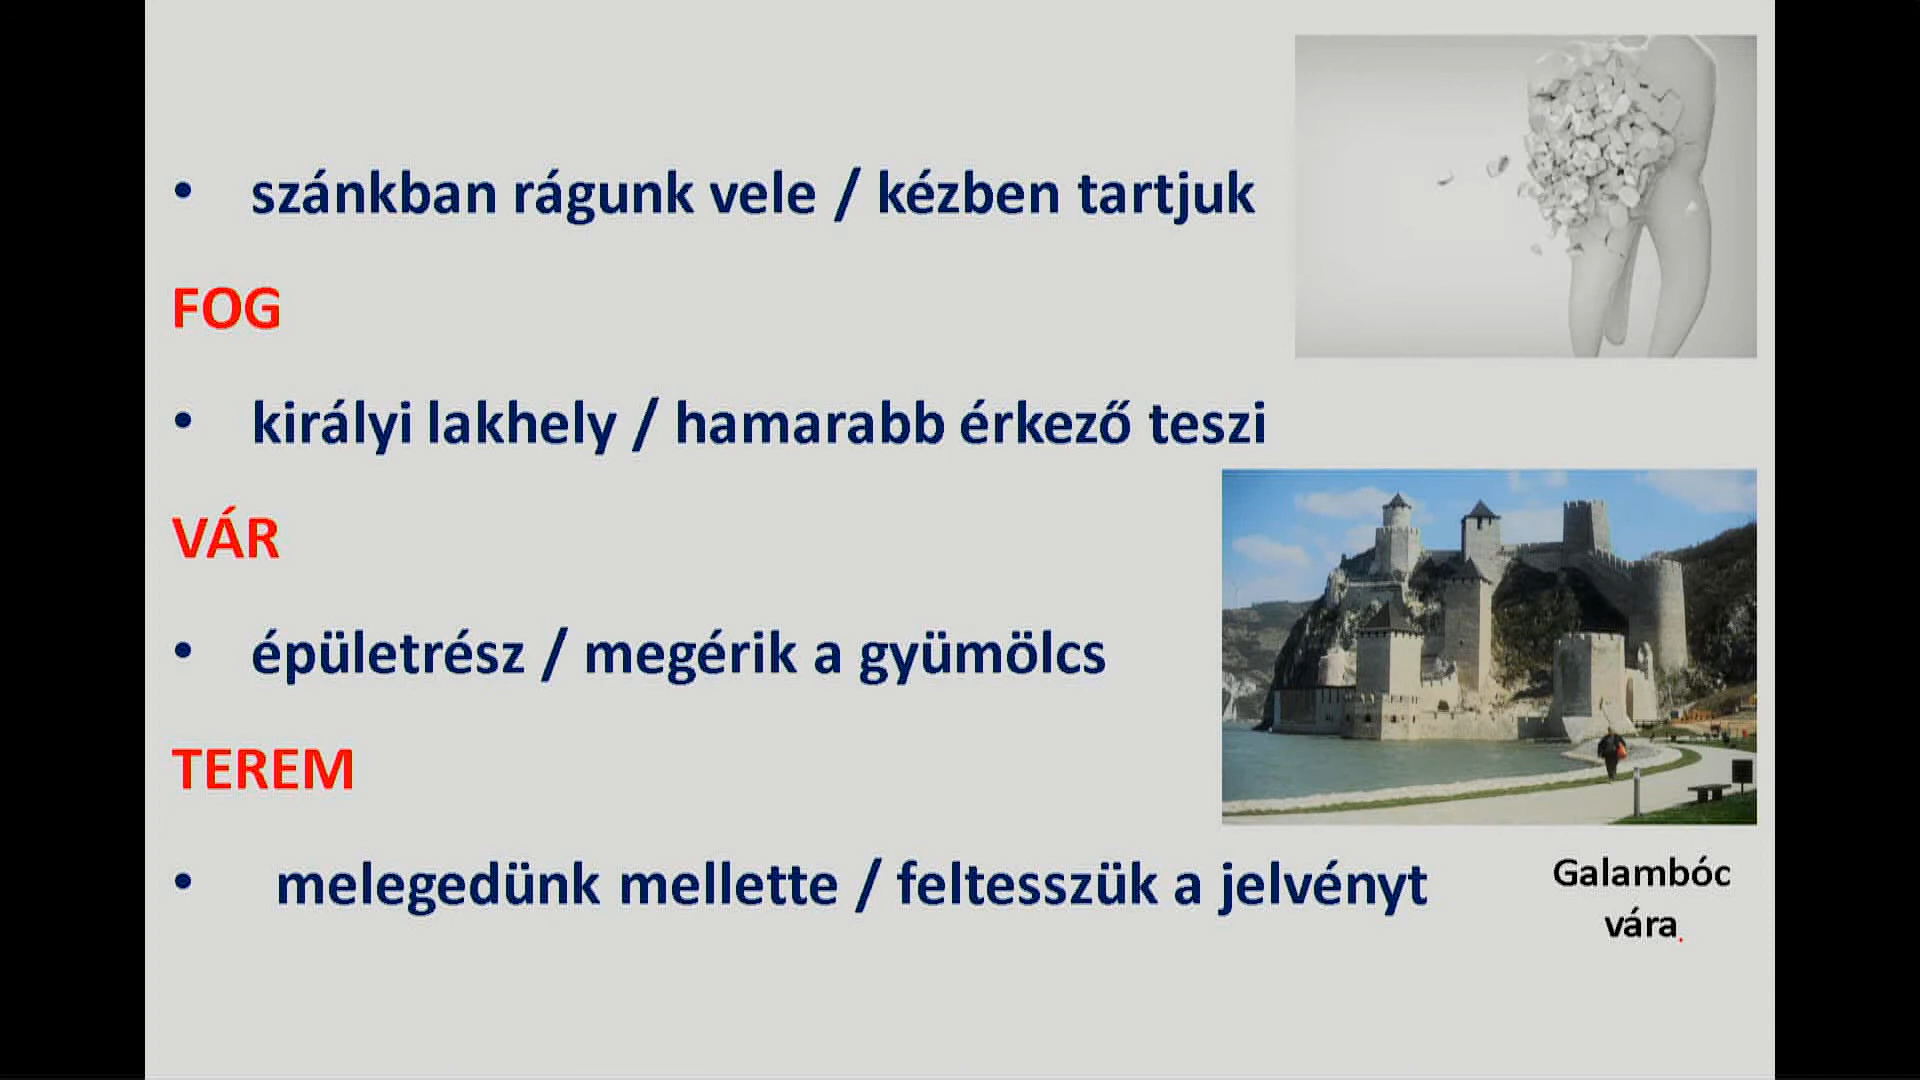 • szánkban rágunk vele / kézben tartjuk
FOG
• királyi lakhely / hamarabb érkező teszi
VÁR
• épületrész / megérik a gyümölcs
TEREM
• melegedünk mellette / feltesszük a jelvényt
Galambóc
vára.